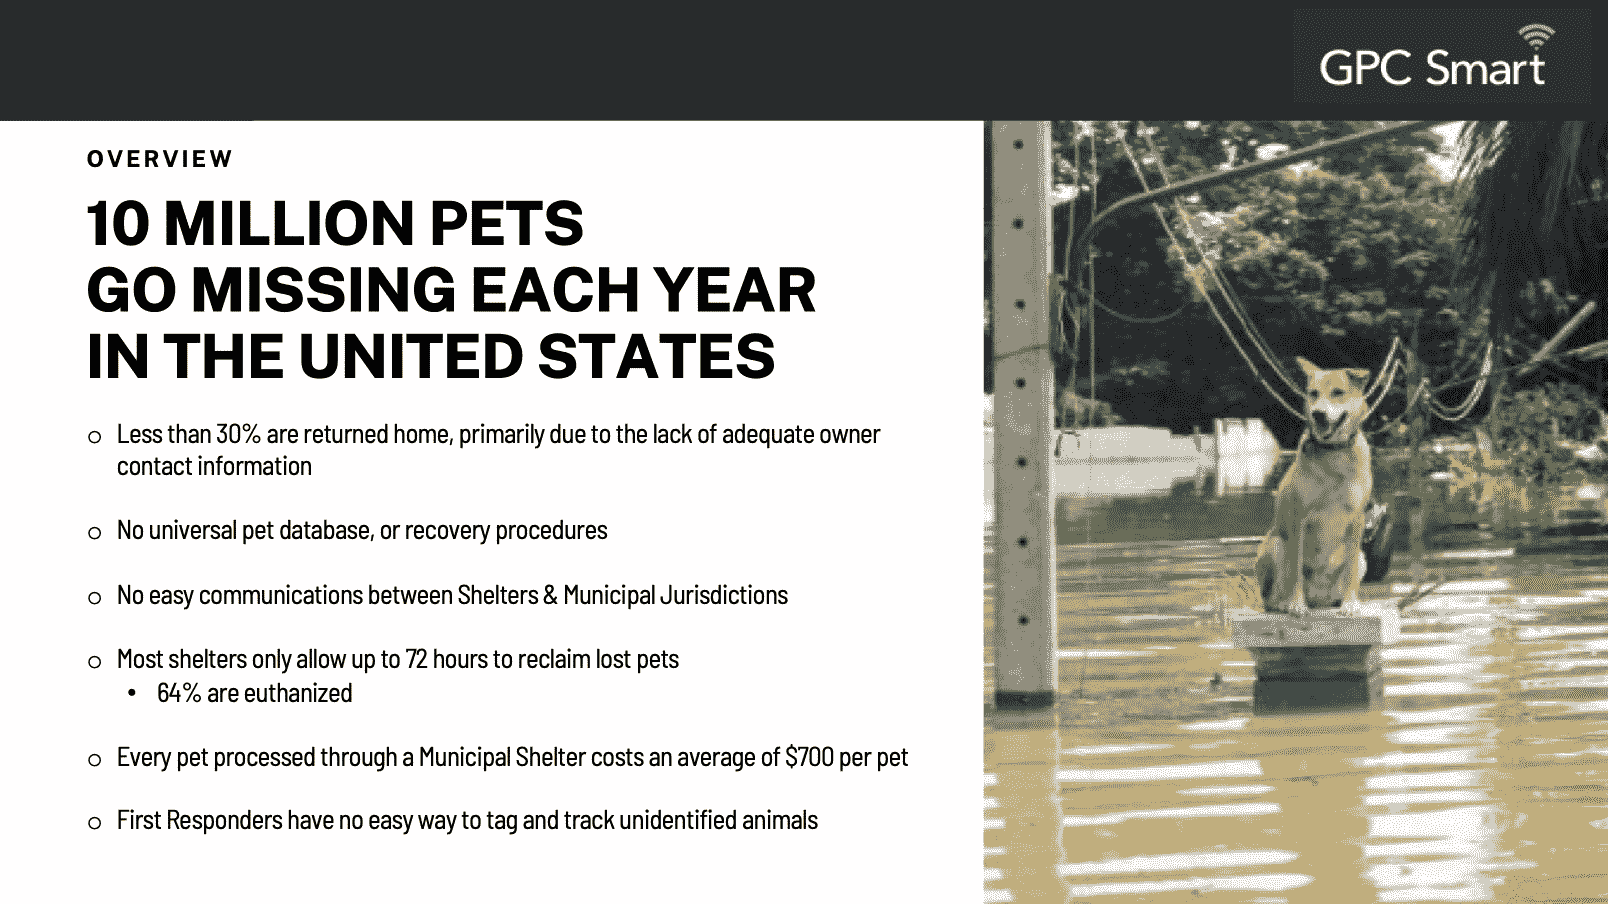 GPC Smart
OVERVIEW
10 MILLION PETS
GO MISSING EACH YEAR
IN THE UNITED STATES
○ Less than 30% are returned home, primarily due to the lack of adequate owner
contact information
○ No universal pet database, or recovery procedures
○ No easy communications between Shelters & Municipal Jurisdictions
○ Most shelters only allow up to 72 hours to reclaim lost pets
• 64% are euthanized
○ Every pet processed through a Municipal Shelter costs an average of $700 per pet
○ First Responders have no easy way to tag and track unidentified animals